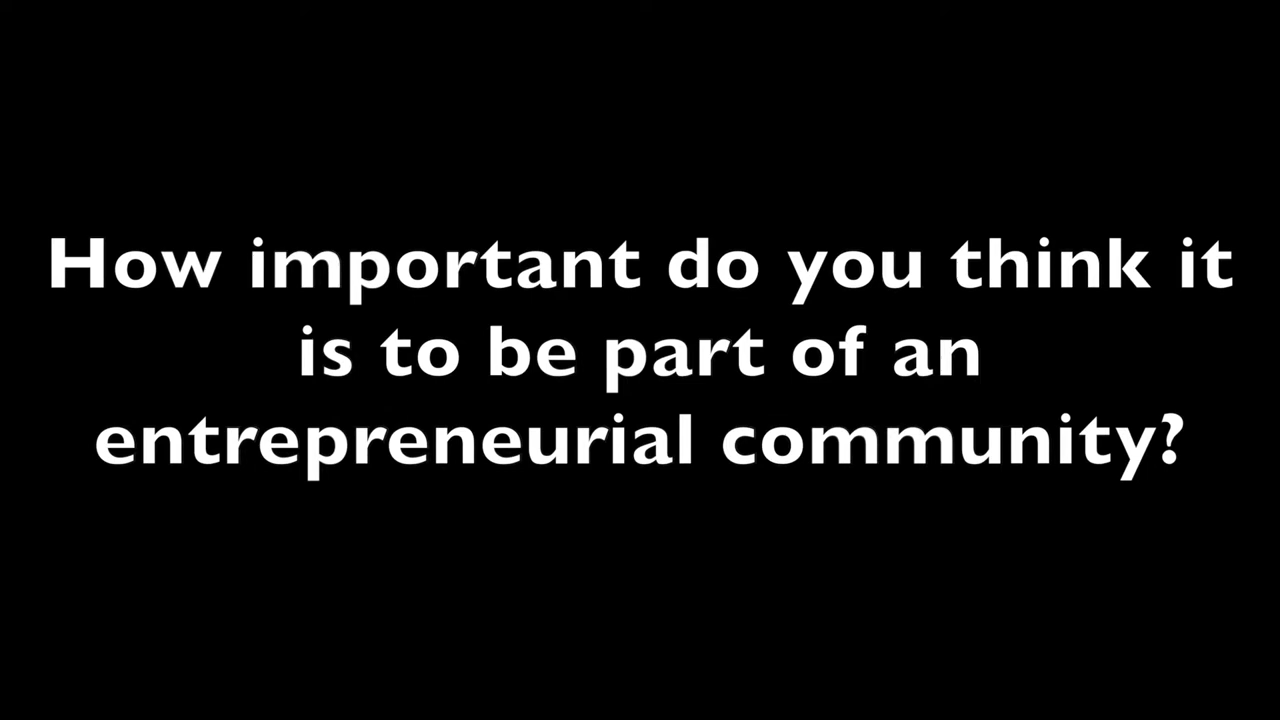 How important do you think it
is to be part of an
entrepreneurial community?